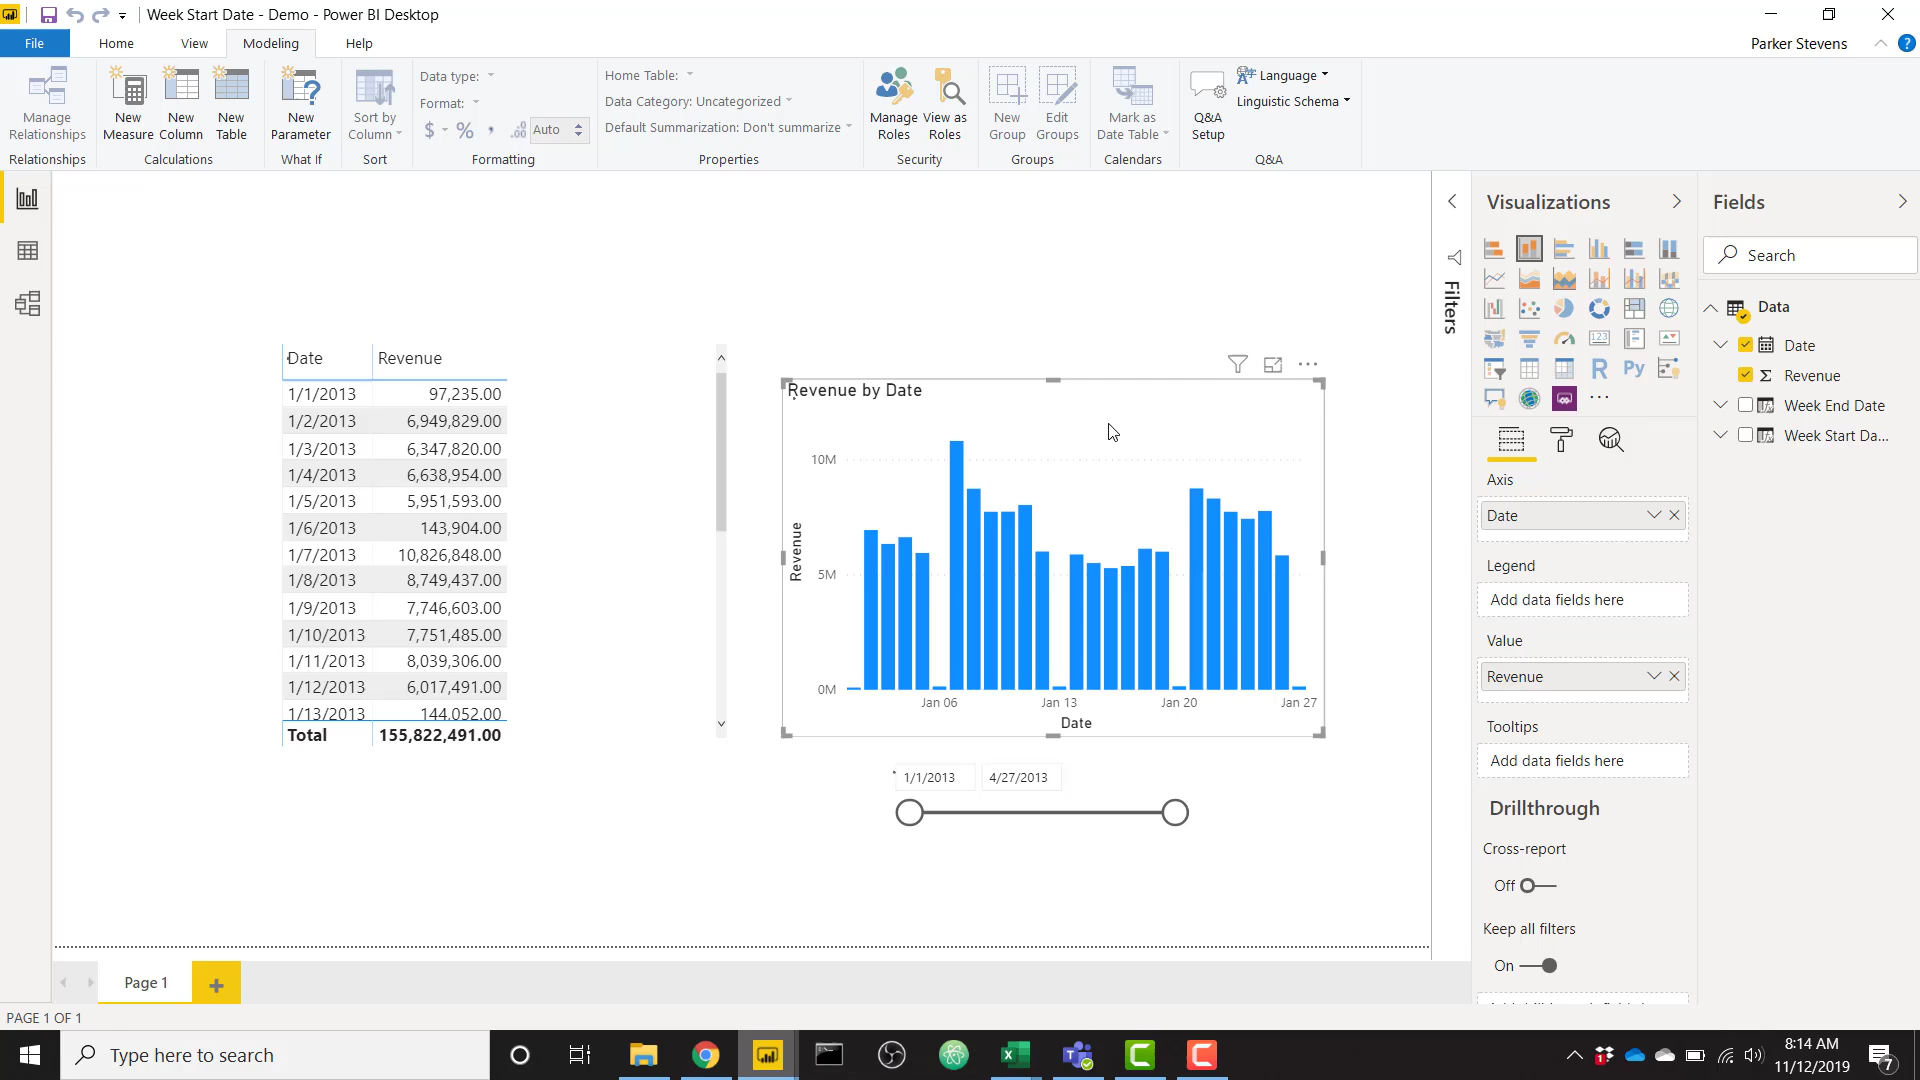 Week Start Date - Demo - Power BI Desktop
File
Home
View
Modeling
Help
Parker Stevens
Manage
Relationships
New
Measure
New
Column
New
Table
New
Parameter
Sort by
Column
Data type:
Format:
$ % , Auto
Home Table:
Data Category: Uncategorized
Default Summarization: Don't summarize
Manage
Roles
View as
Roles
New
Group
Edit
Groups
Mark as
Date Table
Q&A
Setup
Language
Linguistic Schema
Relationships
Calculations
What If
Sort
Formatting
Properties
Security
Groups
Calendars
Q&A
Date Revenue
1/1/2013 97,235.00
1/2/2013 6,949,829.00
1/3/2013 6,347,820.00
1/4/2013 6,638,954.00
1/5/2013 5,951,593.00
1/6/2013 143,904.00
1/7/2013 10,826,848.00
1/8/2013 8,749,437.00
1/9/2013 7,746,603.00
1/10/2013 7,751,485.00
1/11/2013 8,039,306.00
1/12/2013 6,017,491.00
1/13/2013 144,052.00
Total 155,822,491.00
Revenue by Date
10M
5M
0M
Revenue
Jan 06 Jan 13 Jan 20 Jan 27
Date
1/1/2013 4/27/2013
Filters
Visualizations
123
R
Py
Axis
Date
Legend
Add data fields here
Value
Revenue
Tooltips
Add data fields here
Drillthrough
Cross-report
Off
Keep all filters
On
Fields
Search
Data
Date
Revenue
Week End Date
Week Start Da...
Page 1
PAGE 1 OF 1
Type here to search
8:14 AM
11/12/2019
7